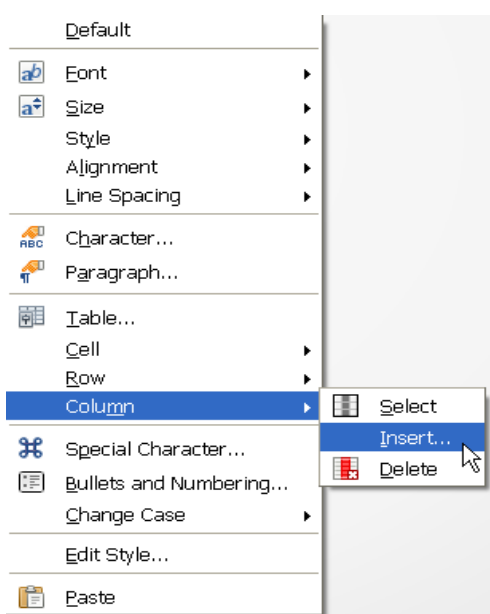 Default
Font
Size
Style
Alignment
Line Spacing
Character...
Paragraph...
Table...
Cell
Row
Column
Select
Insert...
Delete
Special Character...
Bullets and Numbering...
Change Case
Edit Style...
Paste